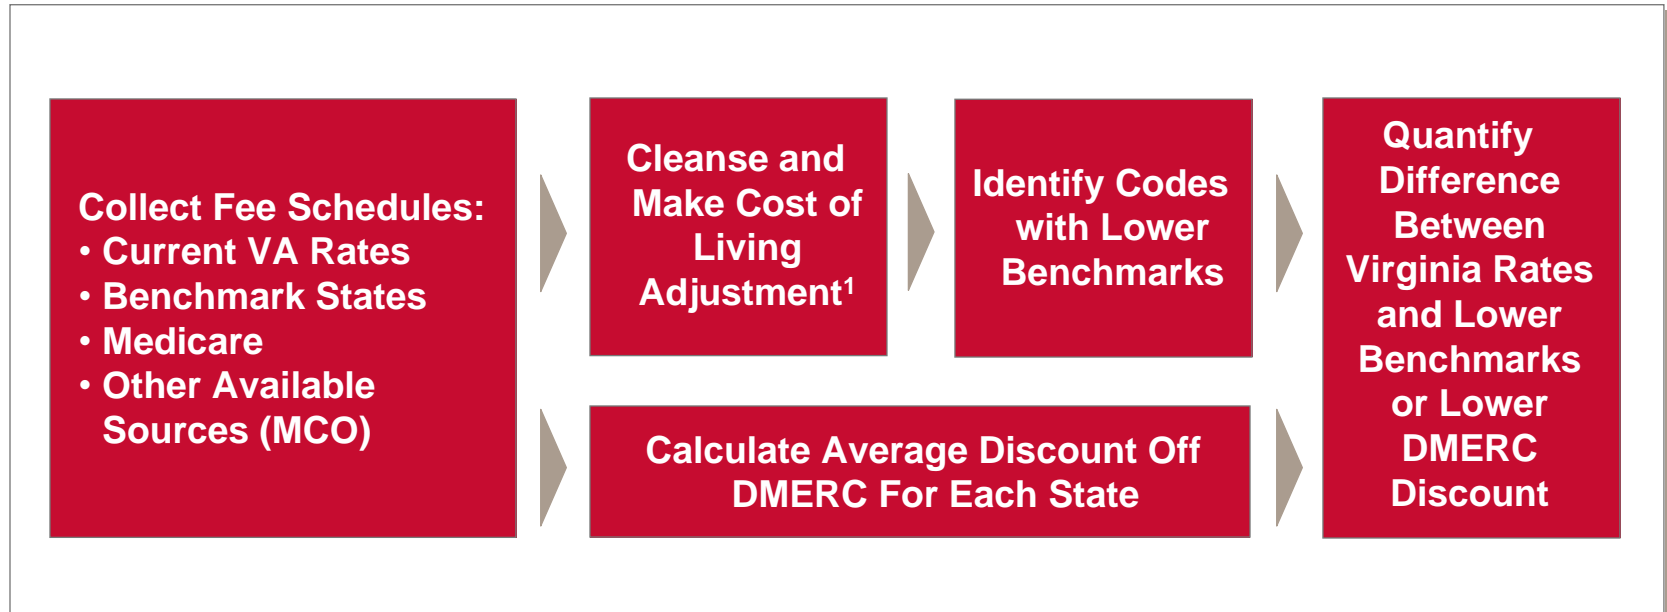 Collect Fee Schedules:
• Current VA Rates
• Benchmark States
• Medicare
• Other Available
Sources (MCO)
Cleanse and
Make Cost of
Living
Adjustment¹
Identify Codes
with Lower
Benchmarks
Calculate Average Discount Off
DMERC For Each State
Quantify
Difference
Between
Virginia Rates
and Lower
Benchmarks
or Lower
DMERC
Discount